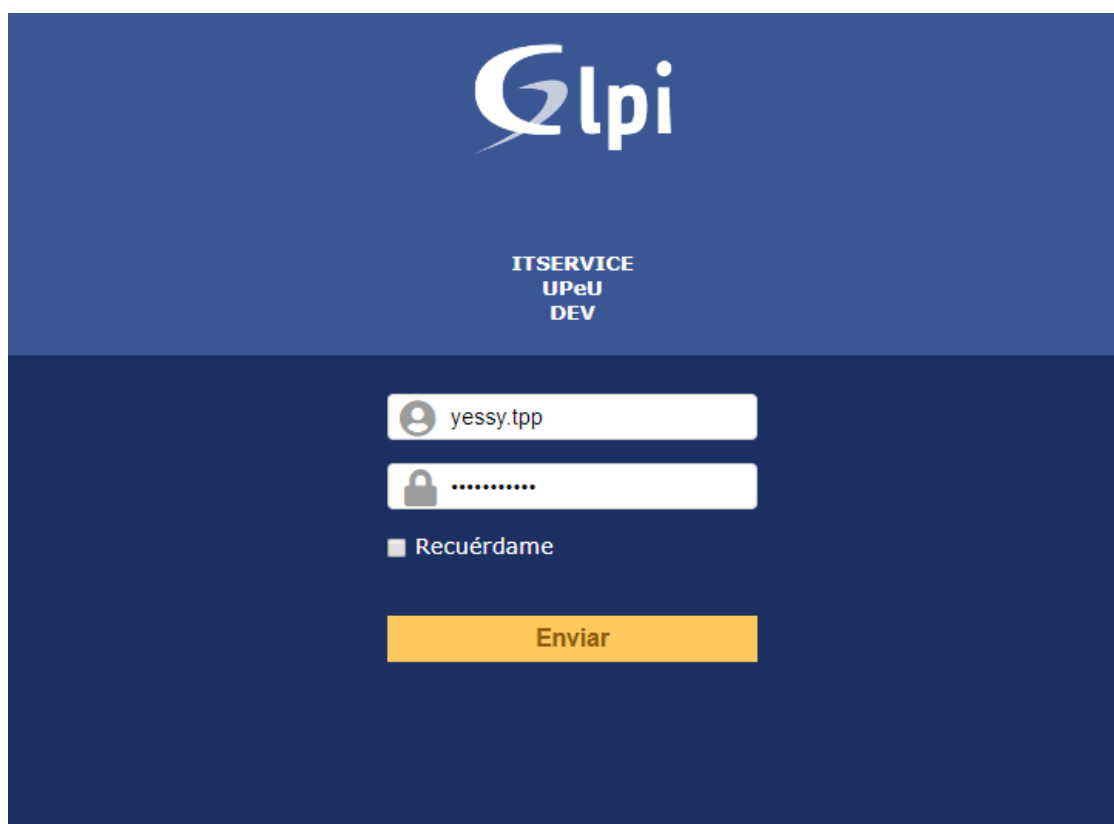 Glpi
ITSERVICE
UPeU
DEV
yessy.tpp
•••••••••••
Recuérdame
Enviar